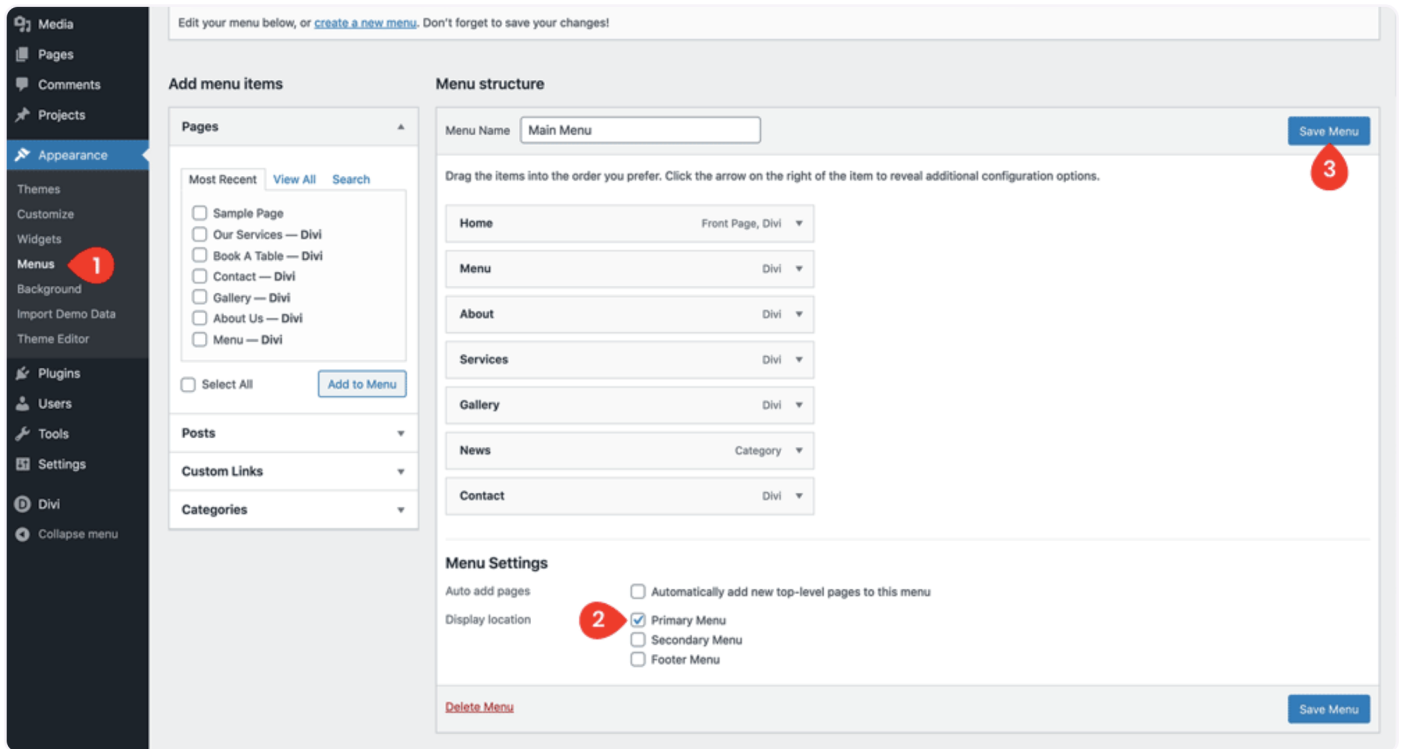 Media
Pages
Comments
Projects
Appearance
Themes
Customize
Widgets
Menus
1
Background
Import Demo Data
Theme Editor
Plugins
Users
Tools
Settings
Divi
Collapse menu
Edit your menu below, or create a new menu. Don't forget to save your changes!
Add menu items
Pages
Most Recent View All Search
Sample Page
Our Services — Divi
Book A Table — Divi
Contact — Divi
Gallery — Divi
About Us — Divi
Menu — Divi
Select All Add to Menu
Posts
Custom Links
Categories
Menu structure
Menu Name Main Menu Save Menu
3
Drag the items into the order you prefer. Click the arrow on the right of the item to reveal additional configuration options.
Home Front Page, Divi
Menu Divi
About Divi
Services Divi
Gallery Divi
News Category
Contact Divi
Menu Settings
Auto add pages Automatically add new top-level pages to this menu
Display location 2 Primary Menu
Secondary Menu
Footer Menu
Delete Menu Save Menu